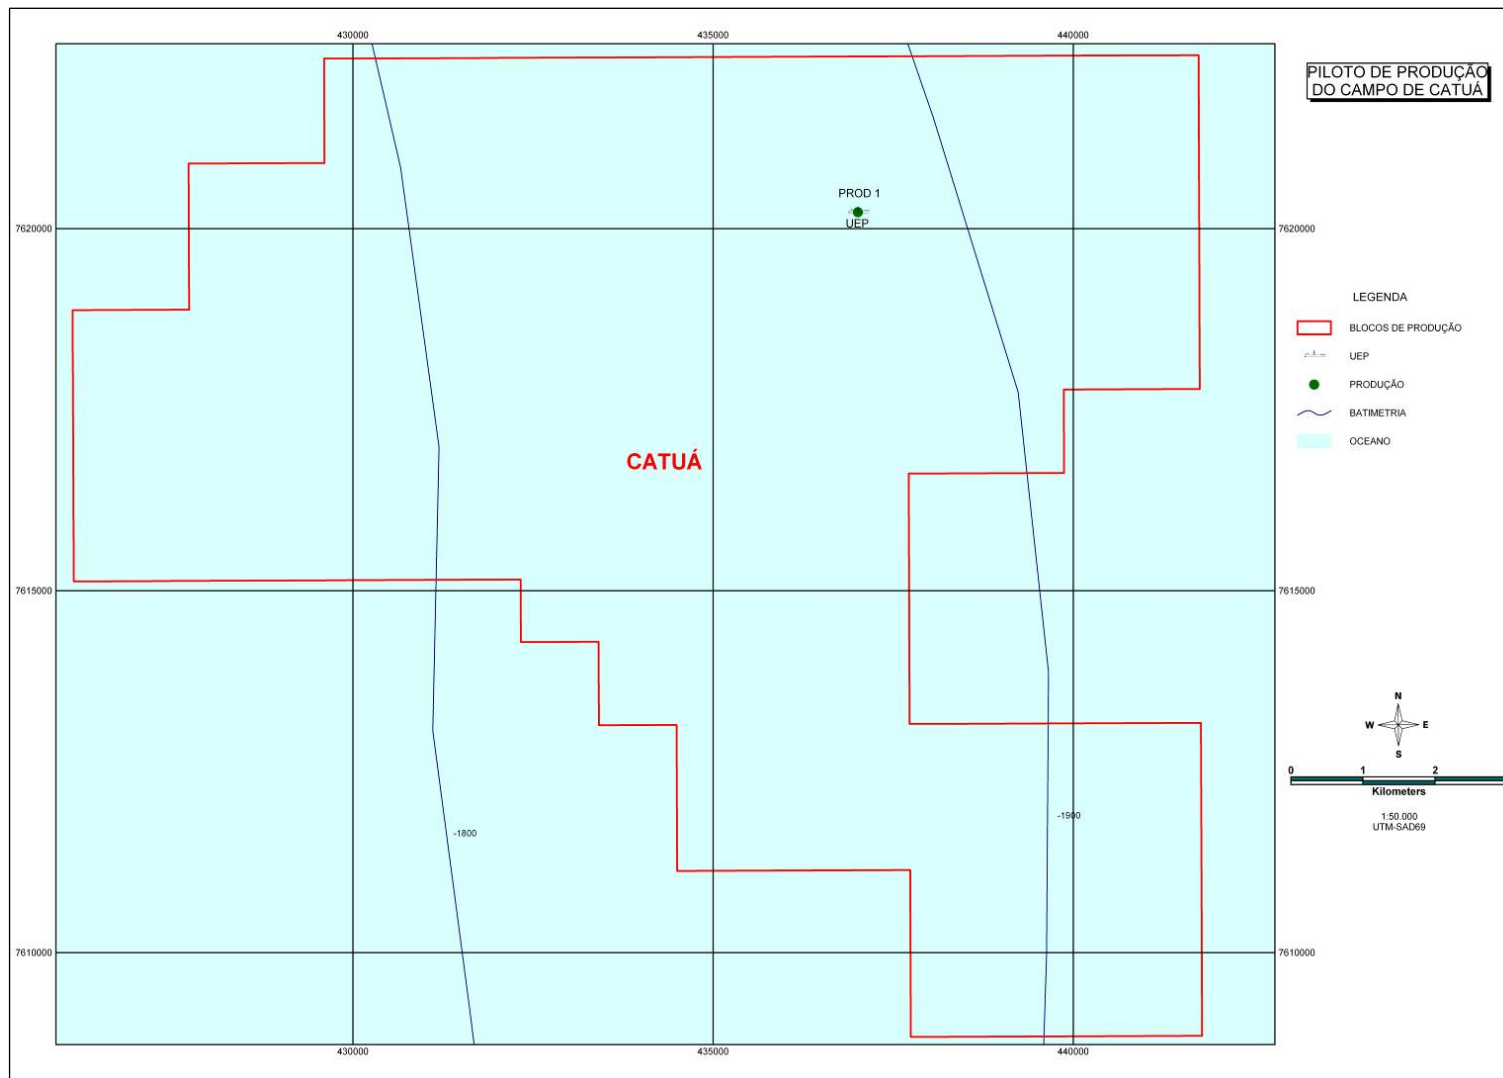 430000
435000
440000
PILOTO DE PRODUÇÃO
DO CAMPO DE CATUÁ
PROD 1
UEP
7620000
7620000
LEGENDA
BLOCOS DE PRODUÇÃO
UEP
PRODUÇÃO
BATIMETRIA
OCEANO
CATUÁ
7615000
7615000
N
W E
S
0 1 2
Kilometers
1:50.000
UTM-SAD69
-1900
-1800
7610000
7610000
430000
435000
440000